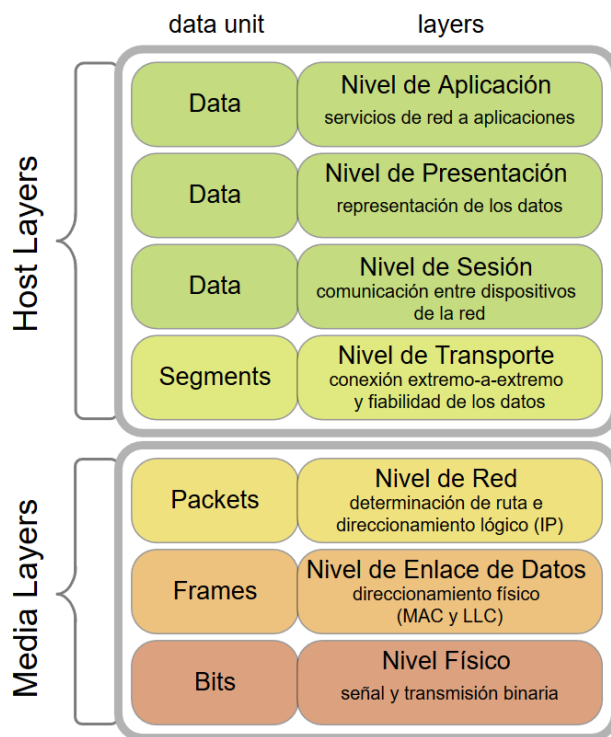 data unit
layers
Host Layers
Data
Nivel de Aplicación
servicios de red a aplicaciones
Data
Nivel de Presentación
representación de los datos
Data
Nivel de Sesión
comunicación entre dispositivos
de la red
Segments
Nivel de Transporte
conexión extremo-a-extremo
y fiabilidad de los datos
Media Layers
Packets
Nivel de Red
determinación de ruta e
direccionamiento lógico (IP)
Frames
Nivel de Enlace de Datos
direccionamiento físico
(MAC y LLC)
Bits
Nivel Físico
señal y transmisión binaria